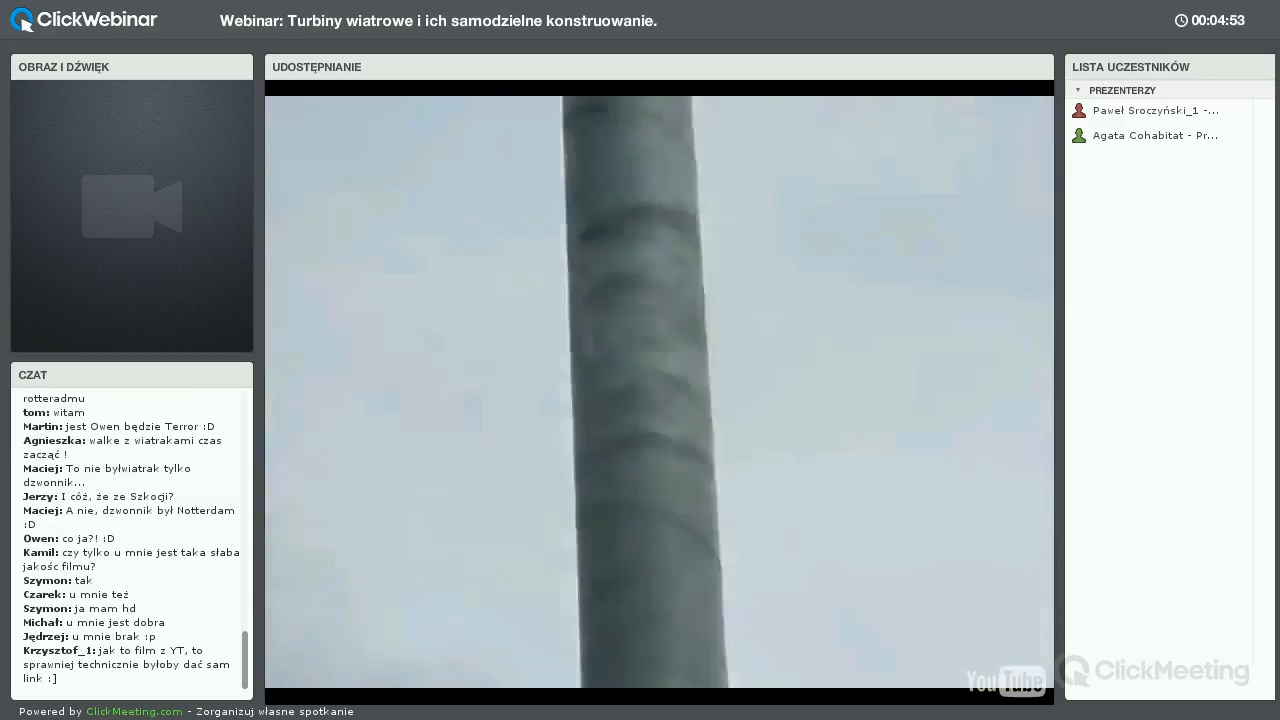 ClickWebinar
Webinar: Turbiny wiatrowe i ich samodzielne konstruowanie.
00:04:53
OBRAZ I DŹWIĘK
UDOSTĘPNIANIE
LISTA UCZESTNIKÓW
PREZENTERZY
Paweł Sroczyński_1 -...
Agata Cohabitat - Pr...
CZAT
rotteradmu
tom: witam
Martin: jest Owen będzie Terror :D
Agnieszka: walke z wiatrakami czas
zacząć !
Maciej: To nie byłwiatrak tylko
dzwonnik...
Jerzy: I cóż, że ze Szkocji?
Maciej: A nie, dzwonnik był Notterdam
:D
Owen: co ja?! :D
Kamil: czy tylko u mnie jest taka słaba
jakośc filmu?
Szymon: tak
Czarek: u mnie też
Szymon: ja mam hd
Michał: u mnie jest dobra
Jędrzej: u mnie brak :p
Krzysztof_1: jak to film z YT, to
sprawniej technicznie byłoby dać sam
link :]
YouTube
ClickMeeting
Powered by ClickMeeting.com - Zorganizuj własne spotkanie